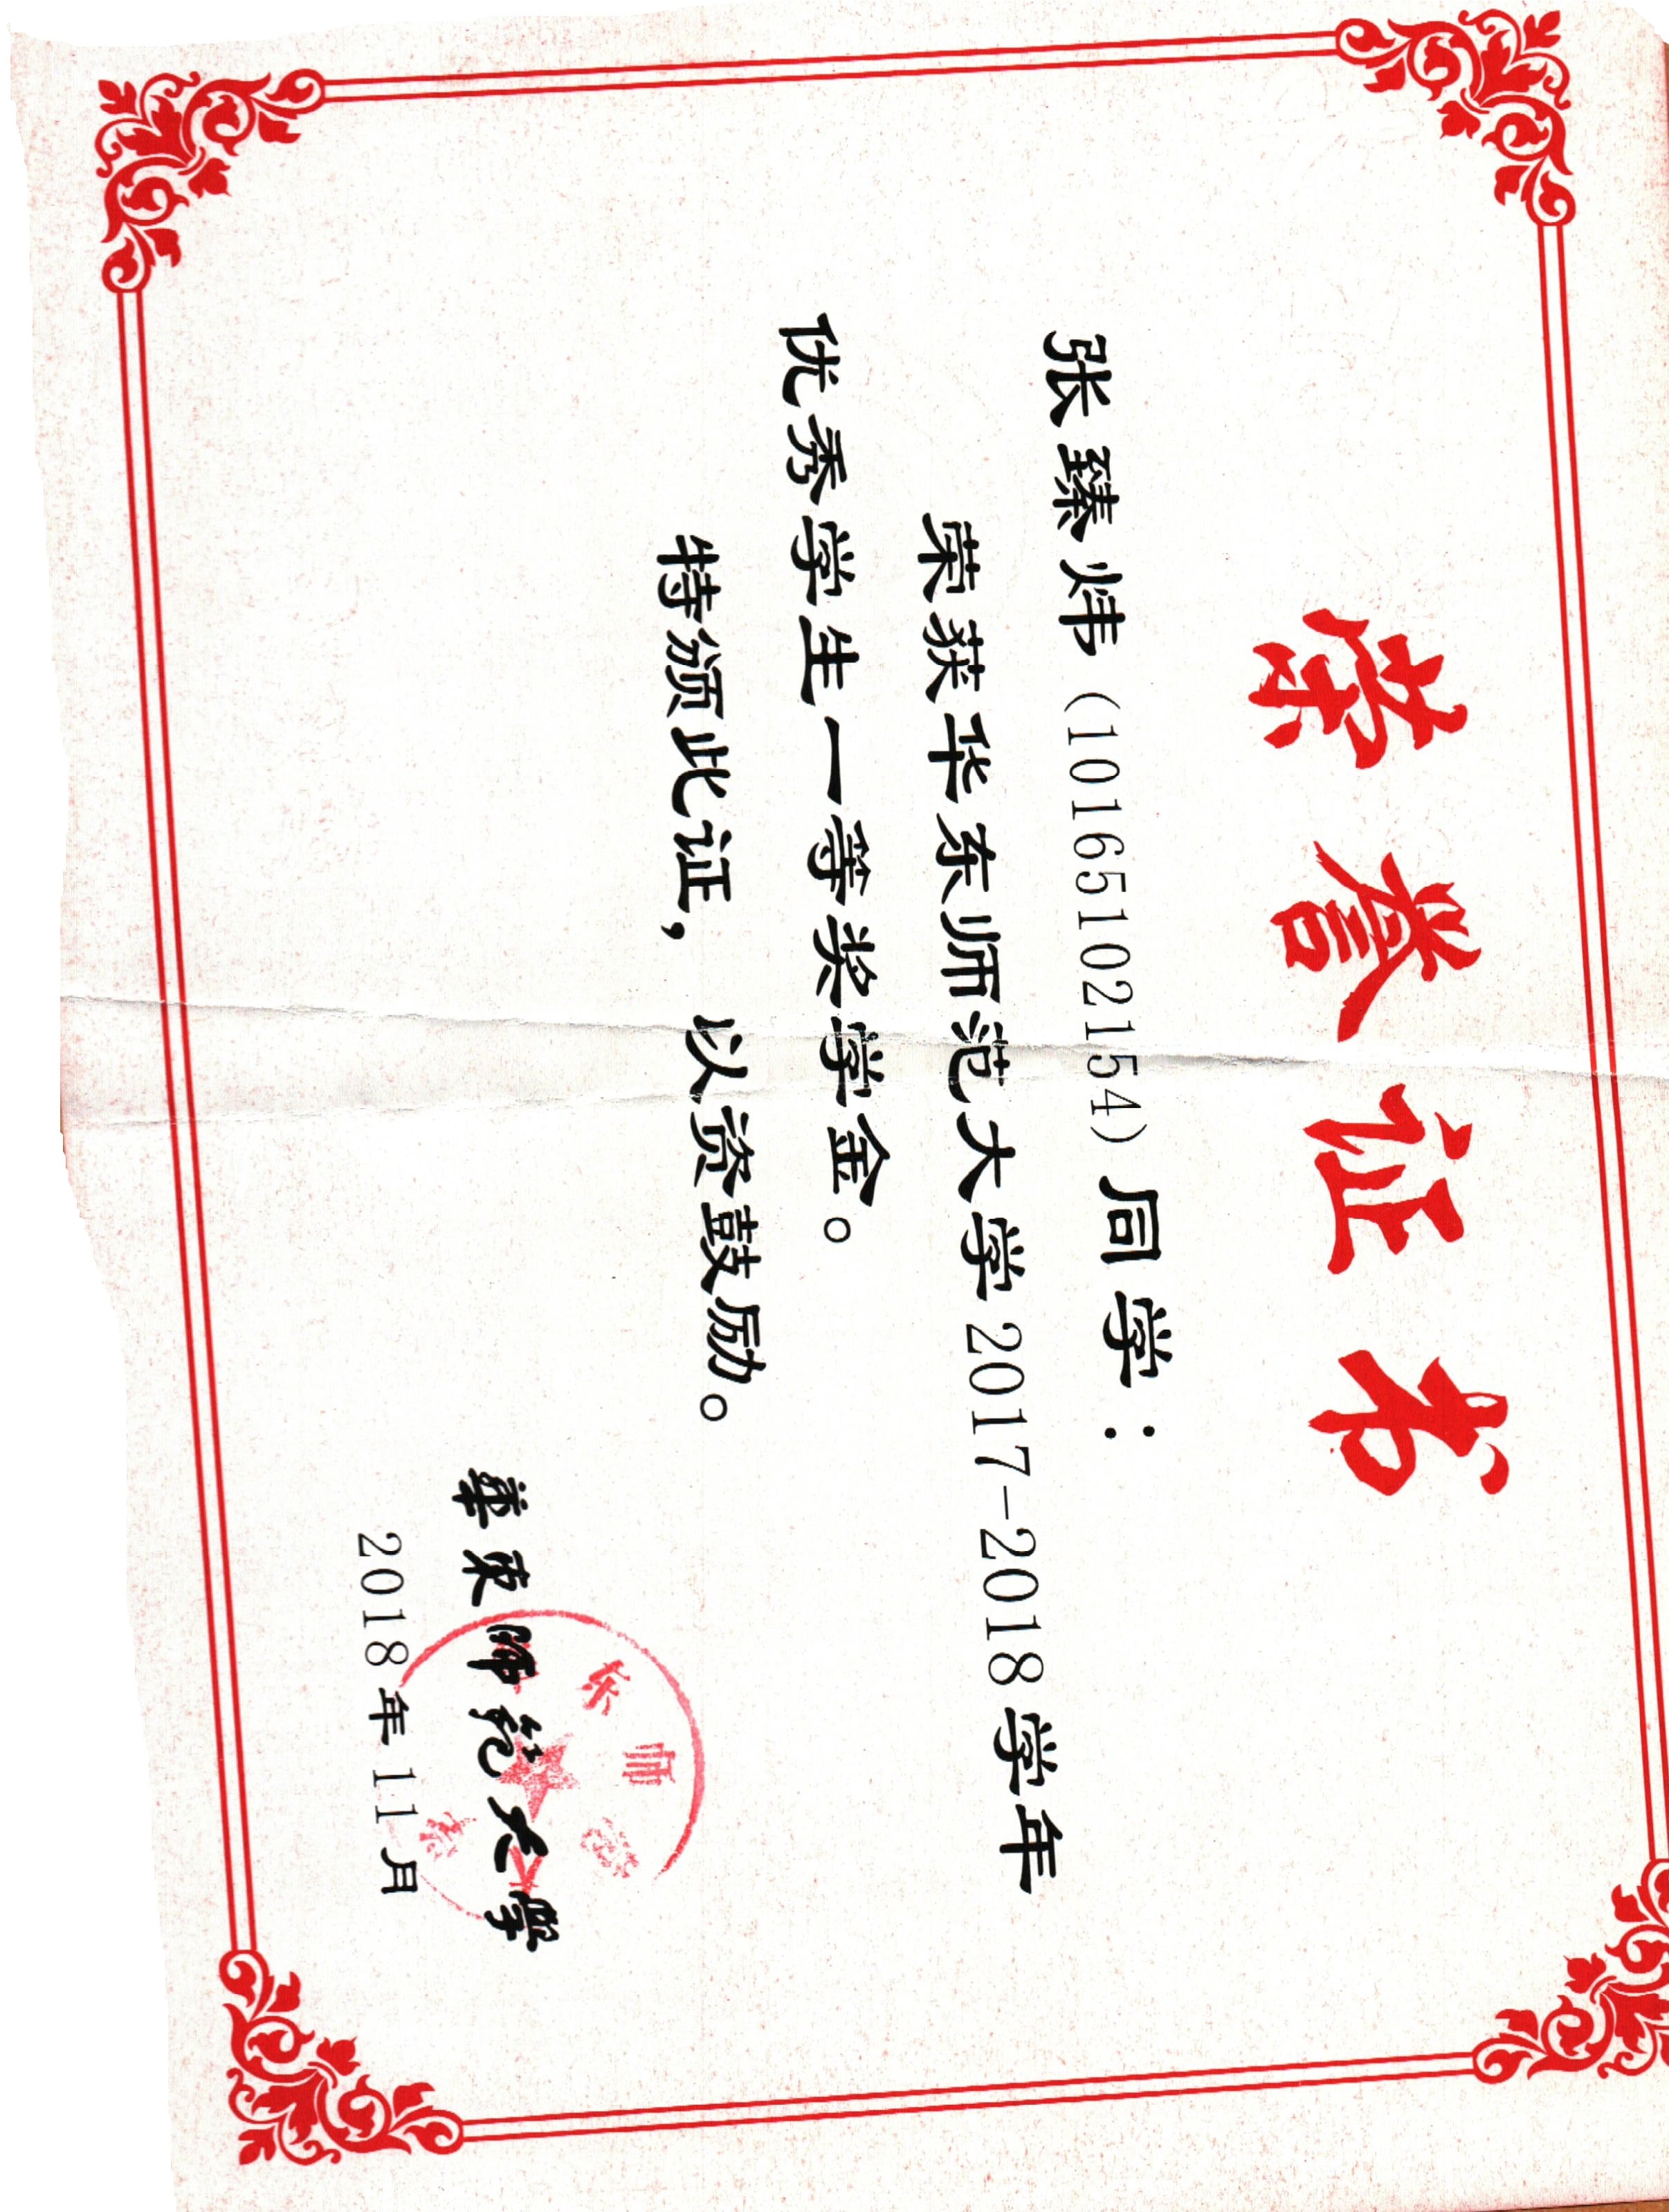 荣誉证书
张臻炜（10165102154）同学：
荣获华东师范大学2017-2018学年
优秀学生一等奖学金。
特颁此证，以资鼓励。
華東師範大學
2018年11月
东师范